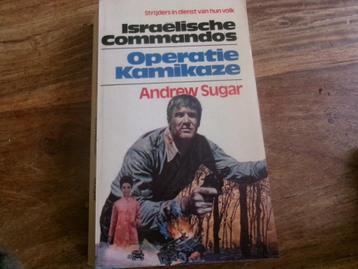 Strijders in dienst van hun volk
Israelische
Commandos
Operatie
Kamikaze
Andrew Sugar